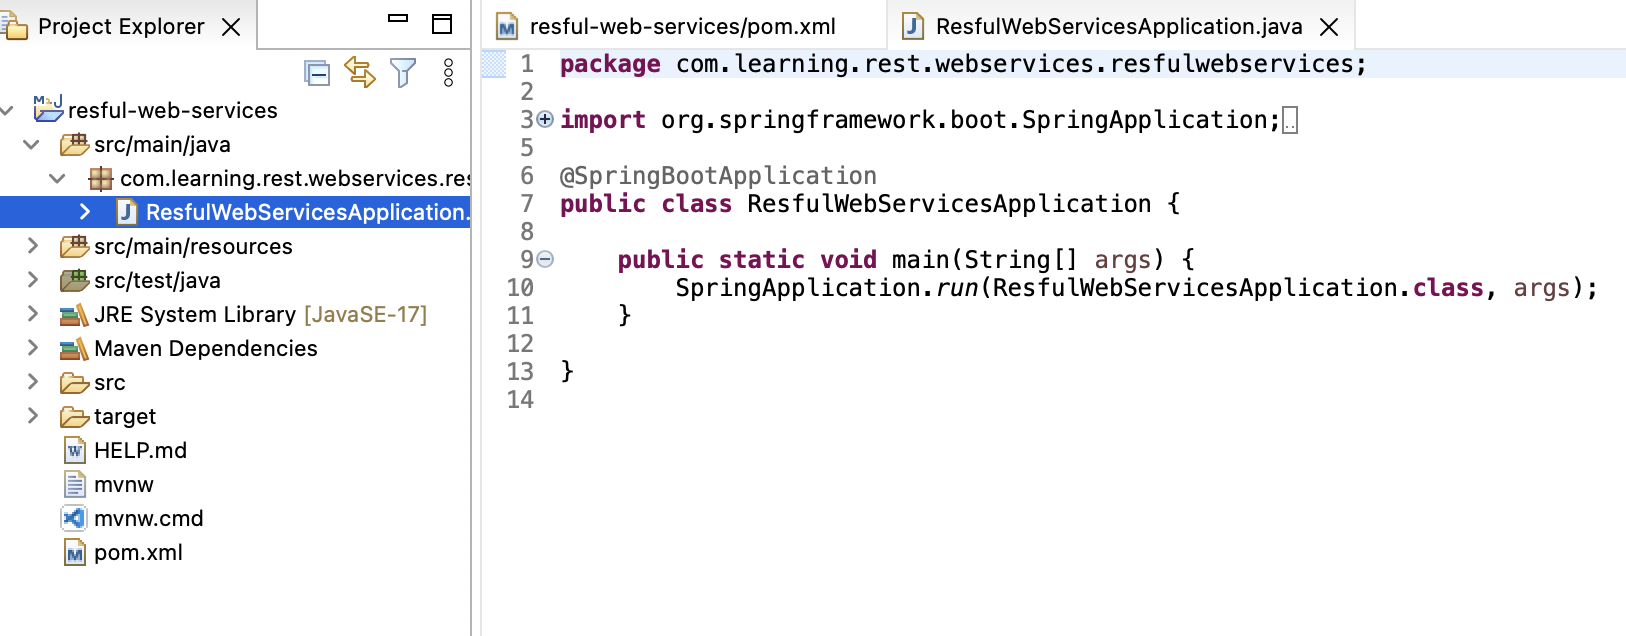 Project Explorer
resful-web-services
src/main/java
com.learning.rest.webservices.res
ResfulWebServicesApplication.
src/main/resources
src/test/java
JRE System Library [JavaSE-17]
Maven Dependencies
src
target
HELP.md
mvnw
mvnw.cmd
pom.xml
resful-web-services/pom.xml
ResfulWebServicesApplication.java
1 package com.learning.rest.webservices.resfulwebservices;
2
3 import org.springframework.boot.SpringApplication;..
5
6 @SpringBootApplication
7 public class ResfulWebServicesApplication {
8
9     public static void main(String[] args) {
10         SpringApplication.run(ResfulWebServicesApplication.class, args);
11     }
12
13 }
14